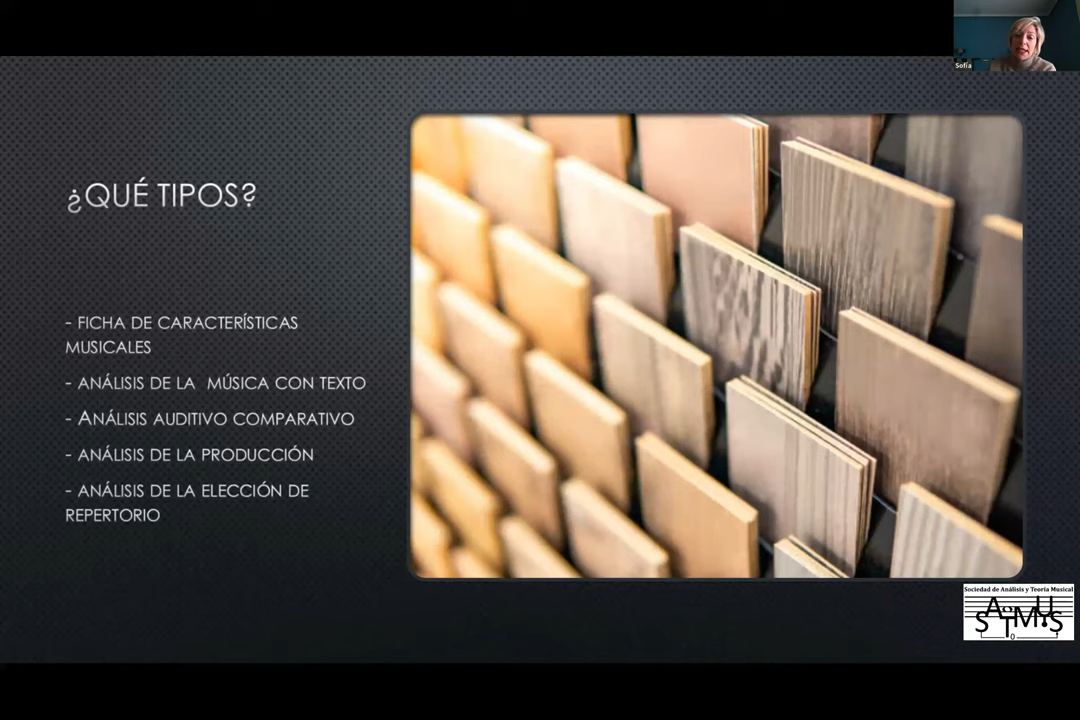 Sofía
¿QUÉ TIPOS?
- FICHA DE CARACTERÍSTICAS
MUSICALES
- ANÁLISIS DE LA  MÚSICA CON TEXTO
- ANÁLISIS AUDITIVO COMPARATIVO
- ANÁLISIS DE LA PRODUCCIÓN
- ANÁLISIS DE LA ELECCIÓN DE
REPERTORIO
Sociedad de Análisis y Teoría Musical
SATMUS